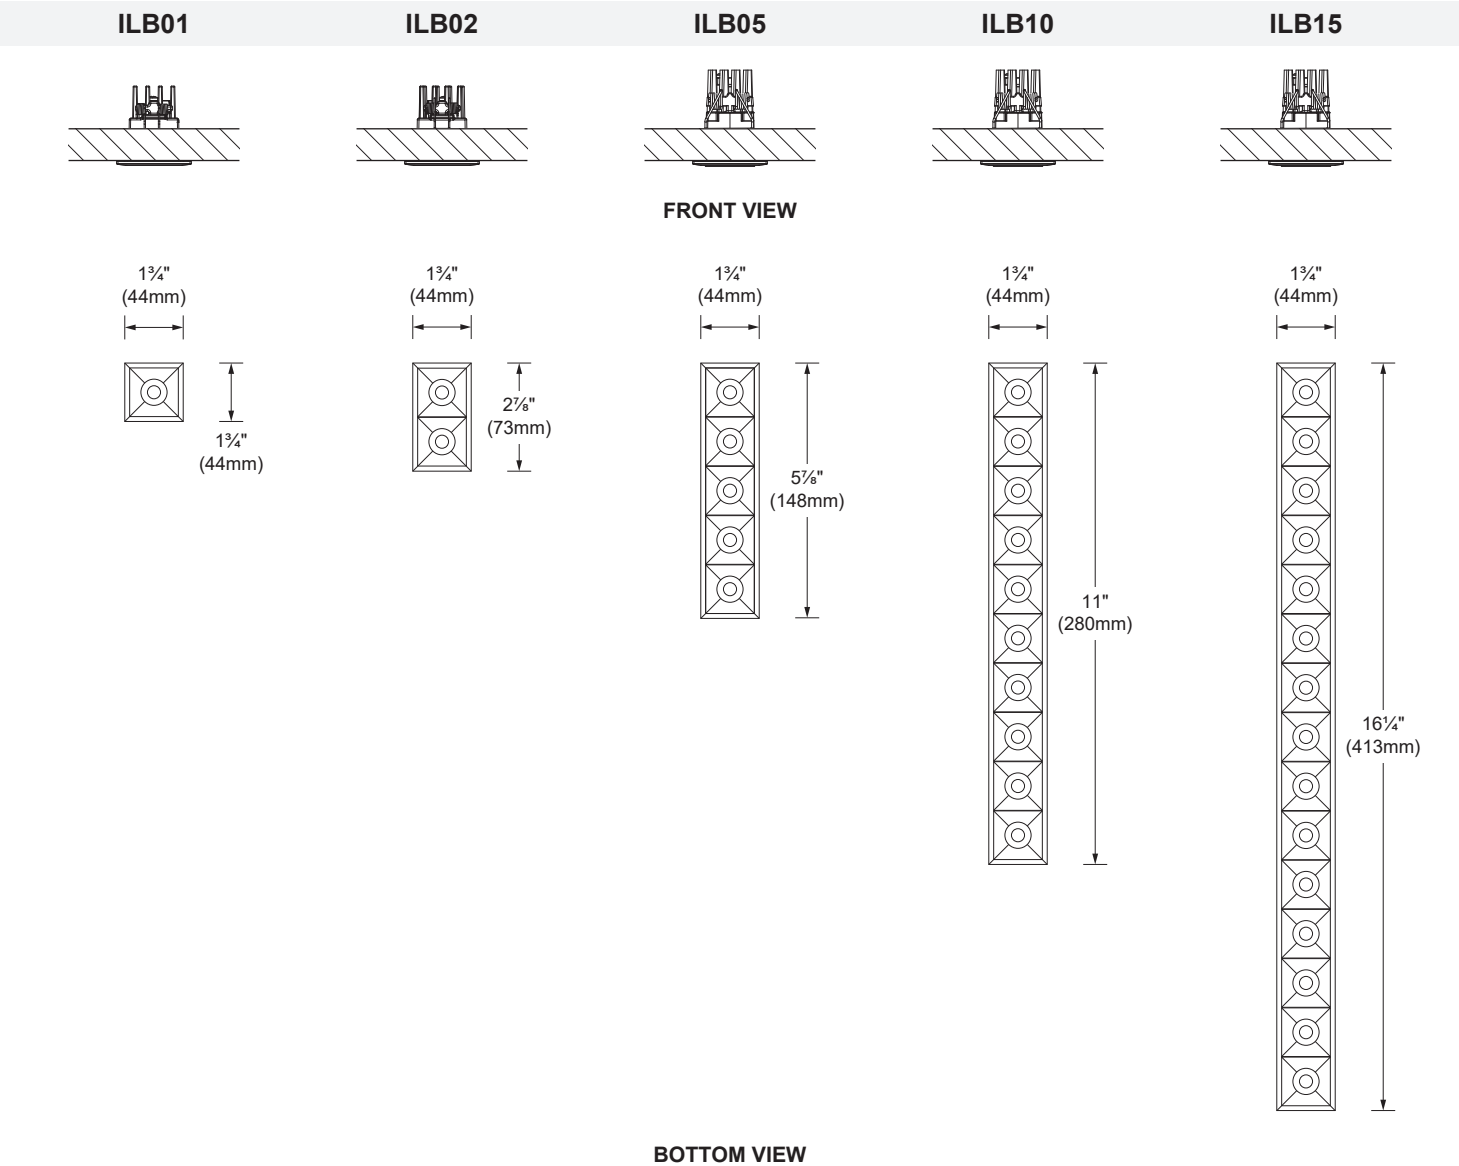 ILB01 ILB02 ILB05 ILB10 ILB15
FRONT VIEW
1¾" 1¾" 1¾" 1¾" 1¾"
(44mm) (44mm) (44mm) (44mm) (44mm)
1¾"
(44mm)
2⅞"
(73mm)
5⅞"
(148mm)
11"
(280mm)
16¼"
(413mm)
BOTTOM VIEW